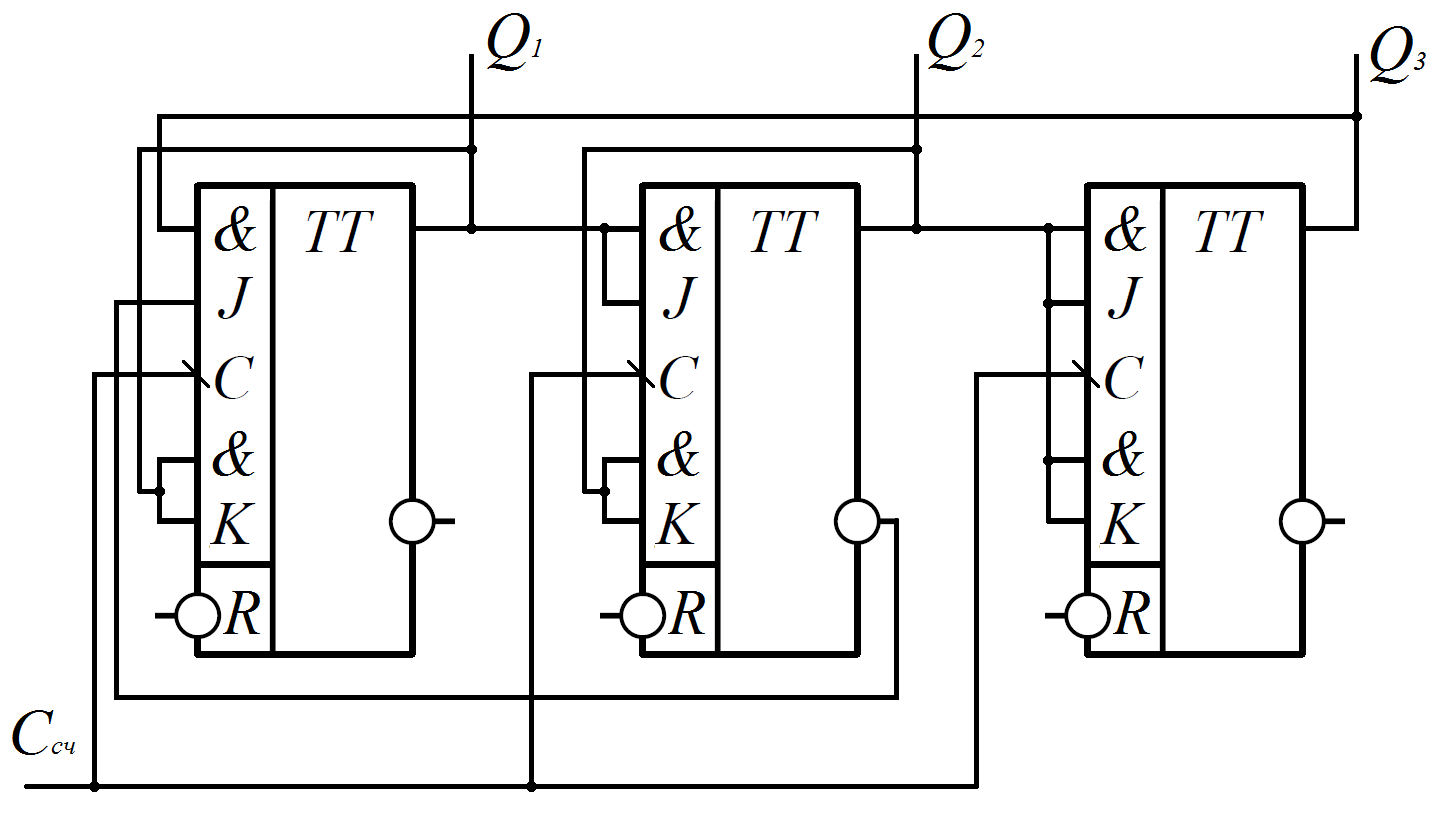 Q1 Q2 Q3
& TT & TT & TT
J J J
C C C
& & &
K K K
R R R
Cсч